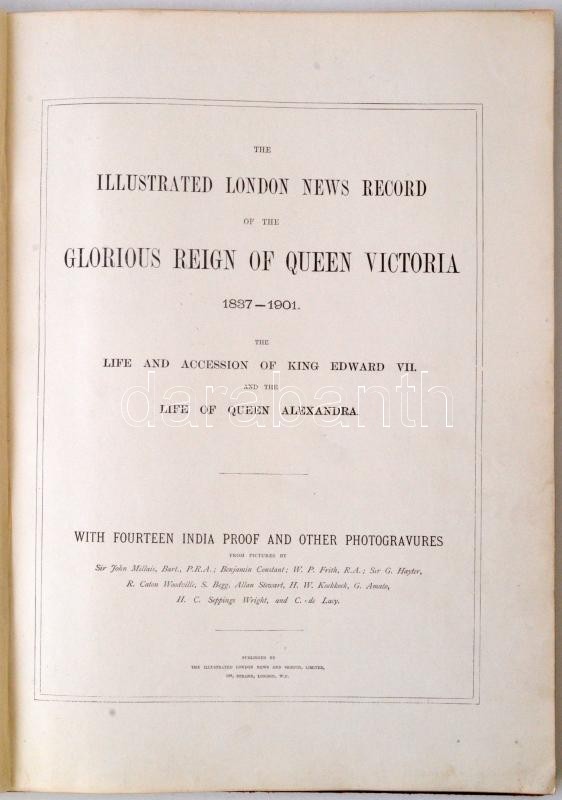 THE
ILLUSTRATED LONDON NEWS RECORD
OF THE
GLORIOUS REIGN OF QUEEN VICTORIA
1837—1901.
THE
LIFE AND ACCESSION OF KING EDWARD VII.
AND THE
darabanth
LIFE OF QUEEN ALEXANDRA.
WITH FOURTEEN INDIA PROOF AND OTHER PHOTOGRAVURES
FROM PICTURES BY
Sir John Millais, Bart., P.R.A.; Benjamin Constant; W. P. Frith, R.A.; Sir G. Hayter,
R. Caton Woodville, S. Begg, Allan Stewart, H. W. Koekkoek, G. Amato,
H. C. Seppings Wright, and C. de Lacy.
PUBLISHED BY
THE ILLUSTRATED LONDON NEWS AND SKETCH, LIMITED,
198, STRAND, LONDON, W.C.